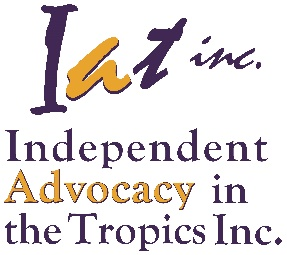 Iat inc.
Independent
Advocacy in
the Tropics Inc.